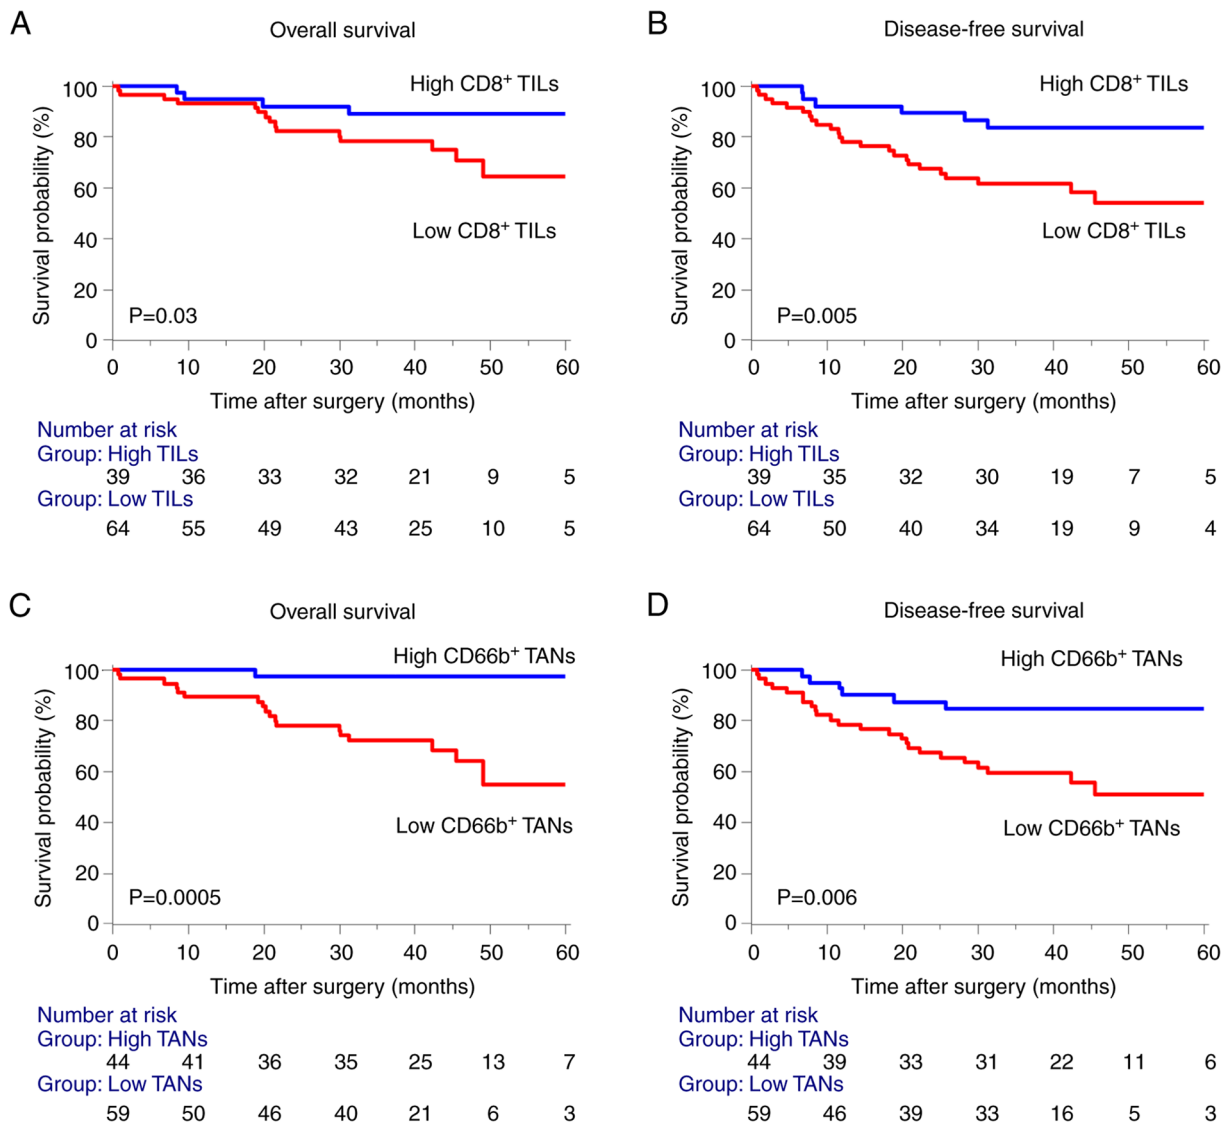 A
Overall survival
High CD8+ TILs
Low CD8+ TILs
P=0.03
Survival probability (%)
100
80
60
40
20
0
0 10 20 30 40 50 60
Time after surgery (months)
Number at risk
Group: High TILs
39 36 33 32 21 9 5
Group: Low TILs
64 55 49 43 25 10 5
B
Disease-free survival
High CD8+ TILs
Low CD8+ TILs
P=0.005
Survival probability (%)
100
80
60
40
20
0
0 10 20 30 40 50 60
Time after surgery (months)
Number at risk
Group: High TILs
39 35 32 30 19 7 5
Group: Low TILs
64 50 40 34 19 9 4
C
Overall survival
High CD66b+ TANs
Low CD66b+ TANs
P=0.0005
Survival probability (%)
100
80
60
40
20
0
0 10 20 30 40 50 60
Time after surgery (months)
Number at risk
Group: High TANs
44 41 36 35 25 13 7
Group: Low TANs
59 50 46 40 21 6 3
D
Disease-free survival
High CD66b+ TANs
Low CD66b+ TANs
P=0.006
Survival probability (%)
100
80
60
40
20
0
0 10 20 30 40 50 60
Time after surgery (months)
Number at risk
Group: High TANs
44 39 33 31 22 11 6
Group: Low TANs
59 46 39 33 16 5 3